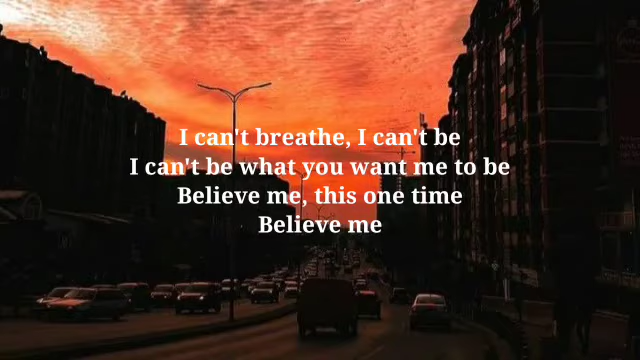 I can't breathe, I can't be
I can't be what you want me to be
Believe me, this one time
Believe me